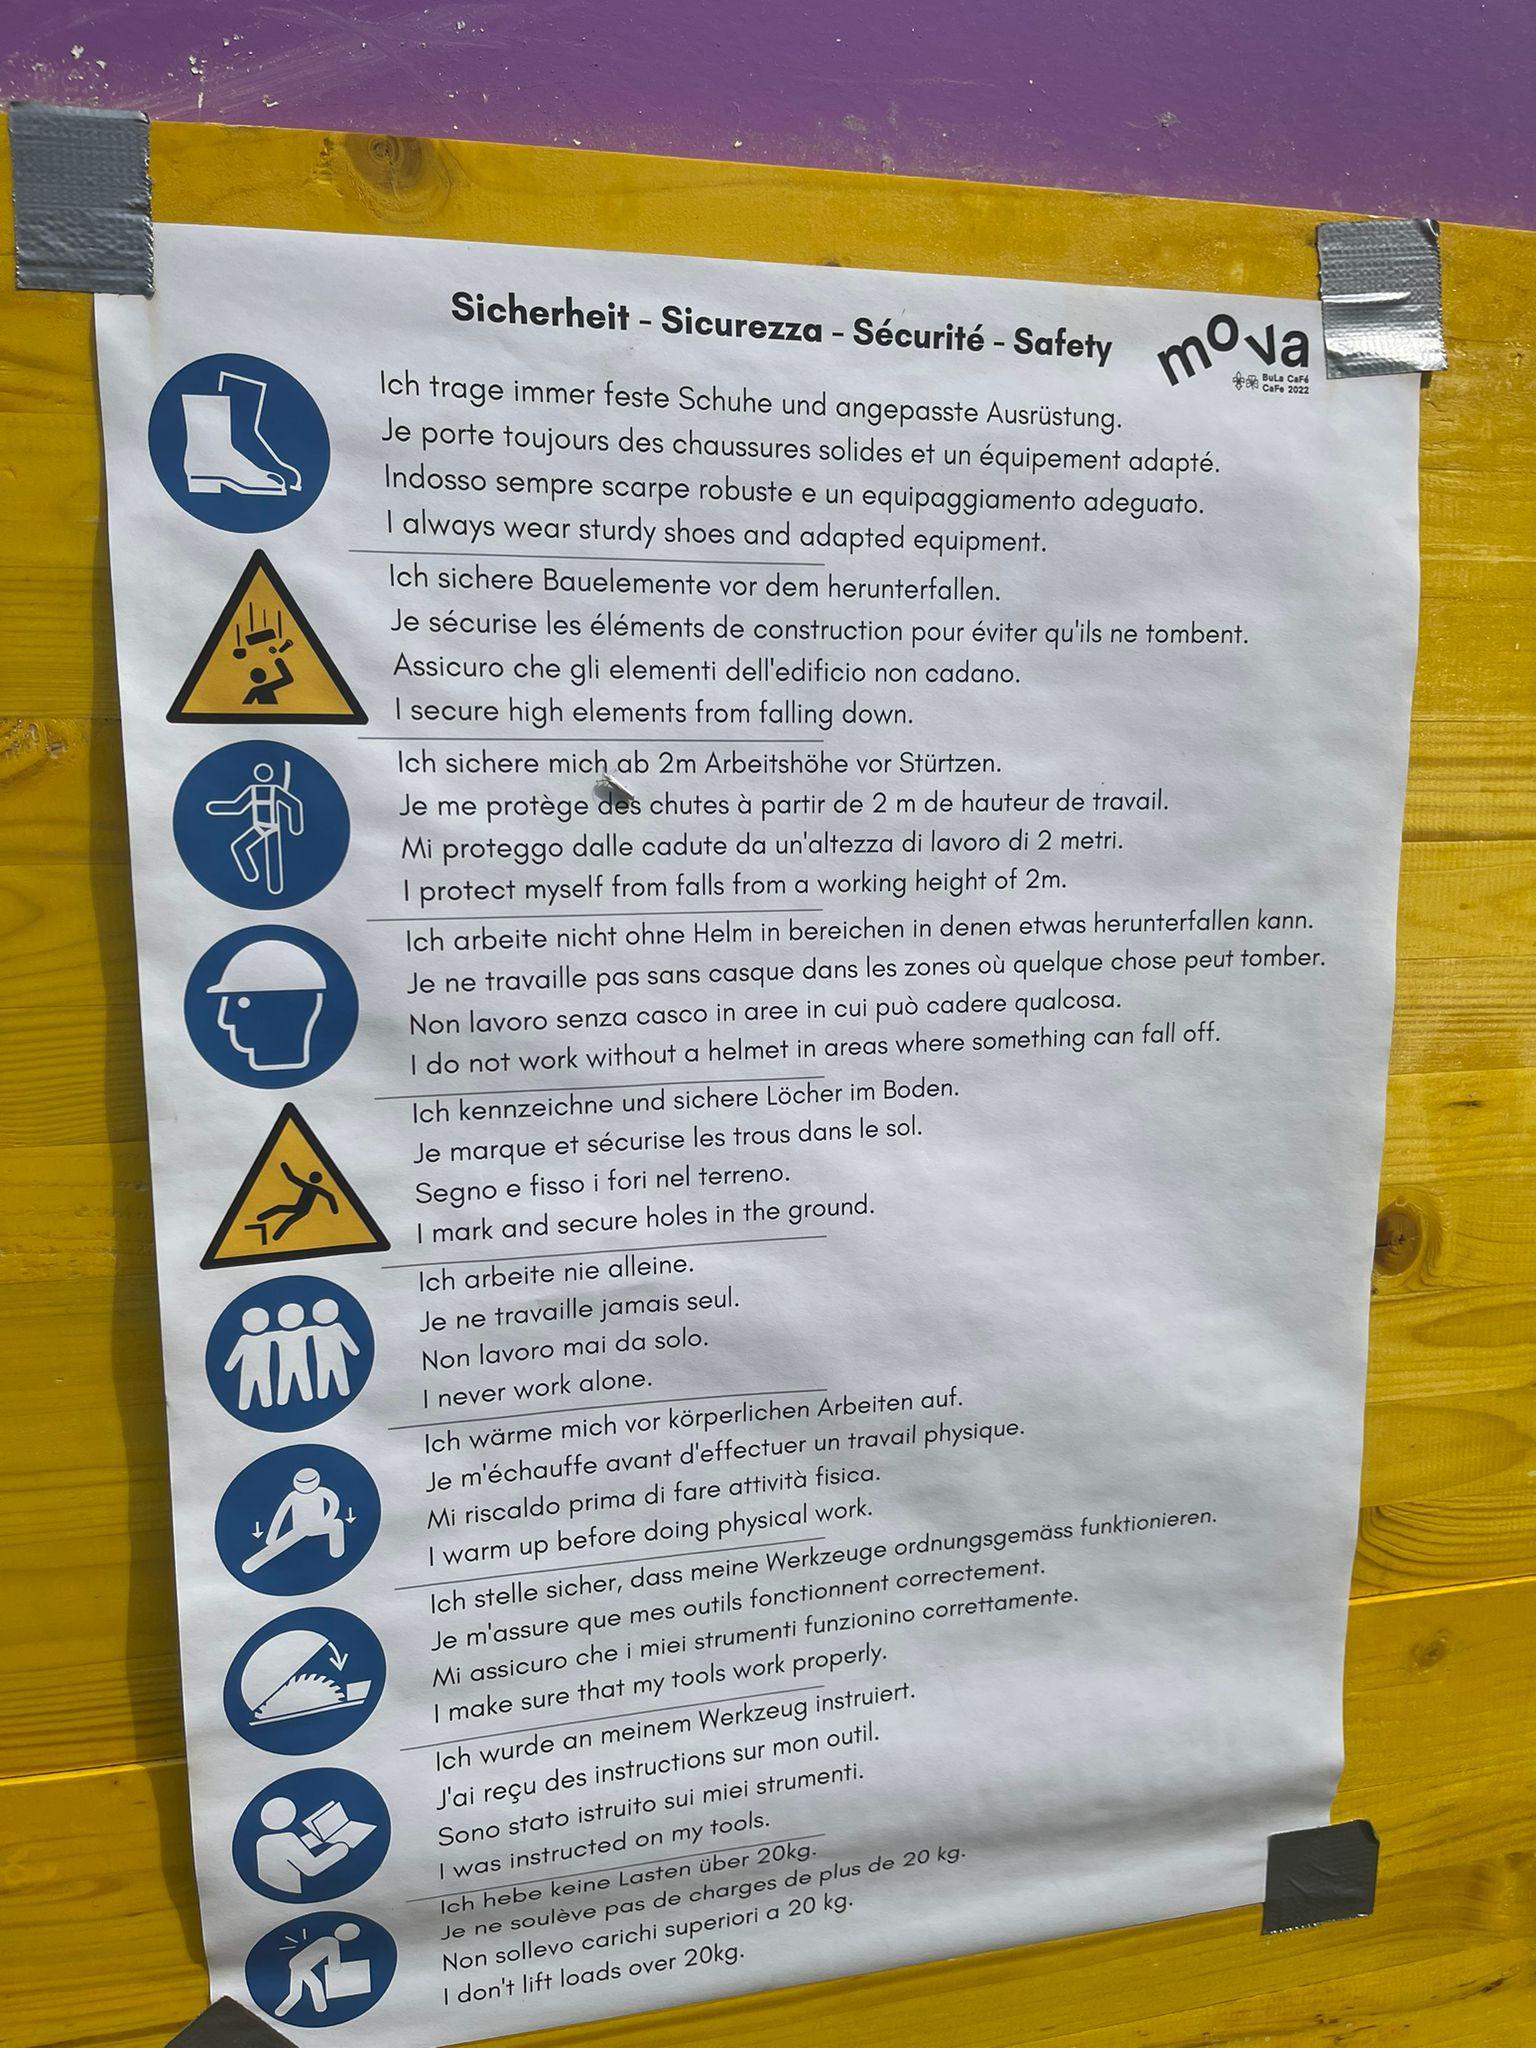 Sicherheit - Sicurezza - Sécurité - Safety
mova
BuLa CaFé
CaFe 2022
Ich trage immer feste Schuhe und angepasste Ausrüstung.
Je porte toujours des chaussures solides et un équipement adapté.
Indosso sempre scarpe robuste e un equipaggiamento adeguato.
I always wear sturdy shoes and adapted equipment.
Ich sichere Bauelemente vor dem herunterfallen.
Je sécurise les éléments de construction pour éviter qu'ils ne tombent.
Assicuro che gli elementi dell'edificio non cadano.
I secure high elements from falling down.
Ich sichere mich ab 2m Arbeitshöhe vor Stürtzen.
Je me protège des chutes à partir de 2 m de hauteur de travail.
Mi proteggo dalle cadute da un'altezza di lavoro di 2 metri.
I protect myself from falls from a working height of 2m.
Ich arbeite nicht ohne Helm in bereichen in denen etwas herunterfallen kann.
Je ne travaille pas sans casque dans les zones où quelque chose peut tomber.
Non lavoro senza casco in aree in cui può cadere qualcosa.
I do not work without a helmet in areas where something can fall off.
Ich kennzeichne und sichere Löcher im Boden.
Je marque et sécurise les trous dans le sol.
Segno e fisso i fori nel terreno.
I mark and secure holes in the ground.
Ich arbeite nie alleine.
Je ne travaille jamais seul.
Non lavoro mai da solo.
I never work alone.
Ich wärme mich vor körperlichen Arbeiten auf.
Je m'échauffe avant d'effectuer un travail physique.
Mi riscaldo prima di fare attività fisica.
I warm up before doing physical work.
Ich stelle sicher, dass meine Werkzeuge ordnungsgemäss funktionieren.
Je m'assure que mes outils fonctionnent correctement.
Mi assicuro che i miei strumenti funzionino correttamente.
I make sure that my tools work properly.
Ich wurde an meinem Werkzeug instruiert.
J'ai reçu des instructions sur mon outil.
Sono stato istruito sui miei strumenti.
I was instructed on my tools.
Ich hebe keine Lasten über 20kg.
Je ne soulève pas de charges de plus de 20 kg.
Non sollevo carichi superiori a 20 kg.
I don't lift loads over 20kg.